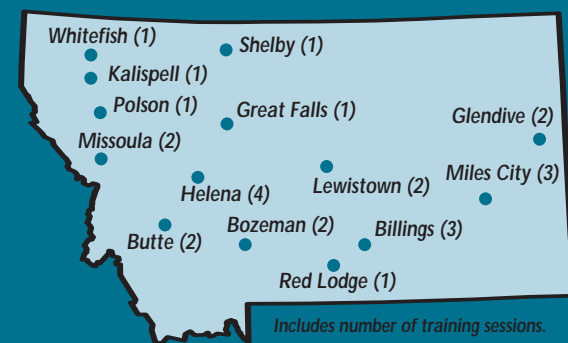 Whitefish (1)
Shelby (1)
Kalispell (1)
Polson (1)
Great Falls (1)
Glendive (2)
Missoula (2)
Miles City (3)
Helena (4)
Lewistown (2)
Butte (2)
Bozeman (2)
Billings (3)
Red Lodge (1)
Includes number of training sessions.